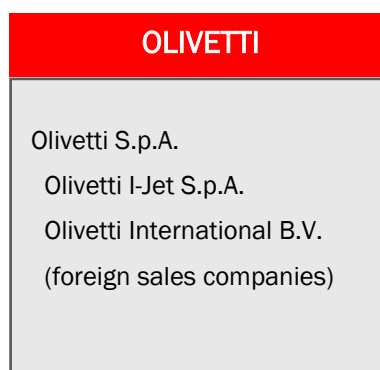 OLIVETTI
Olivetti S.p.A.
Olivetti I-Jet S.p.A.
Olivetti International B.V.
(foreign sales companies)